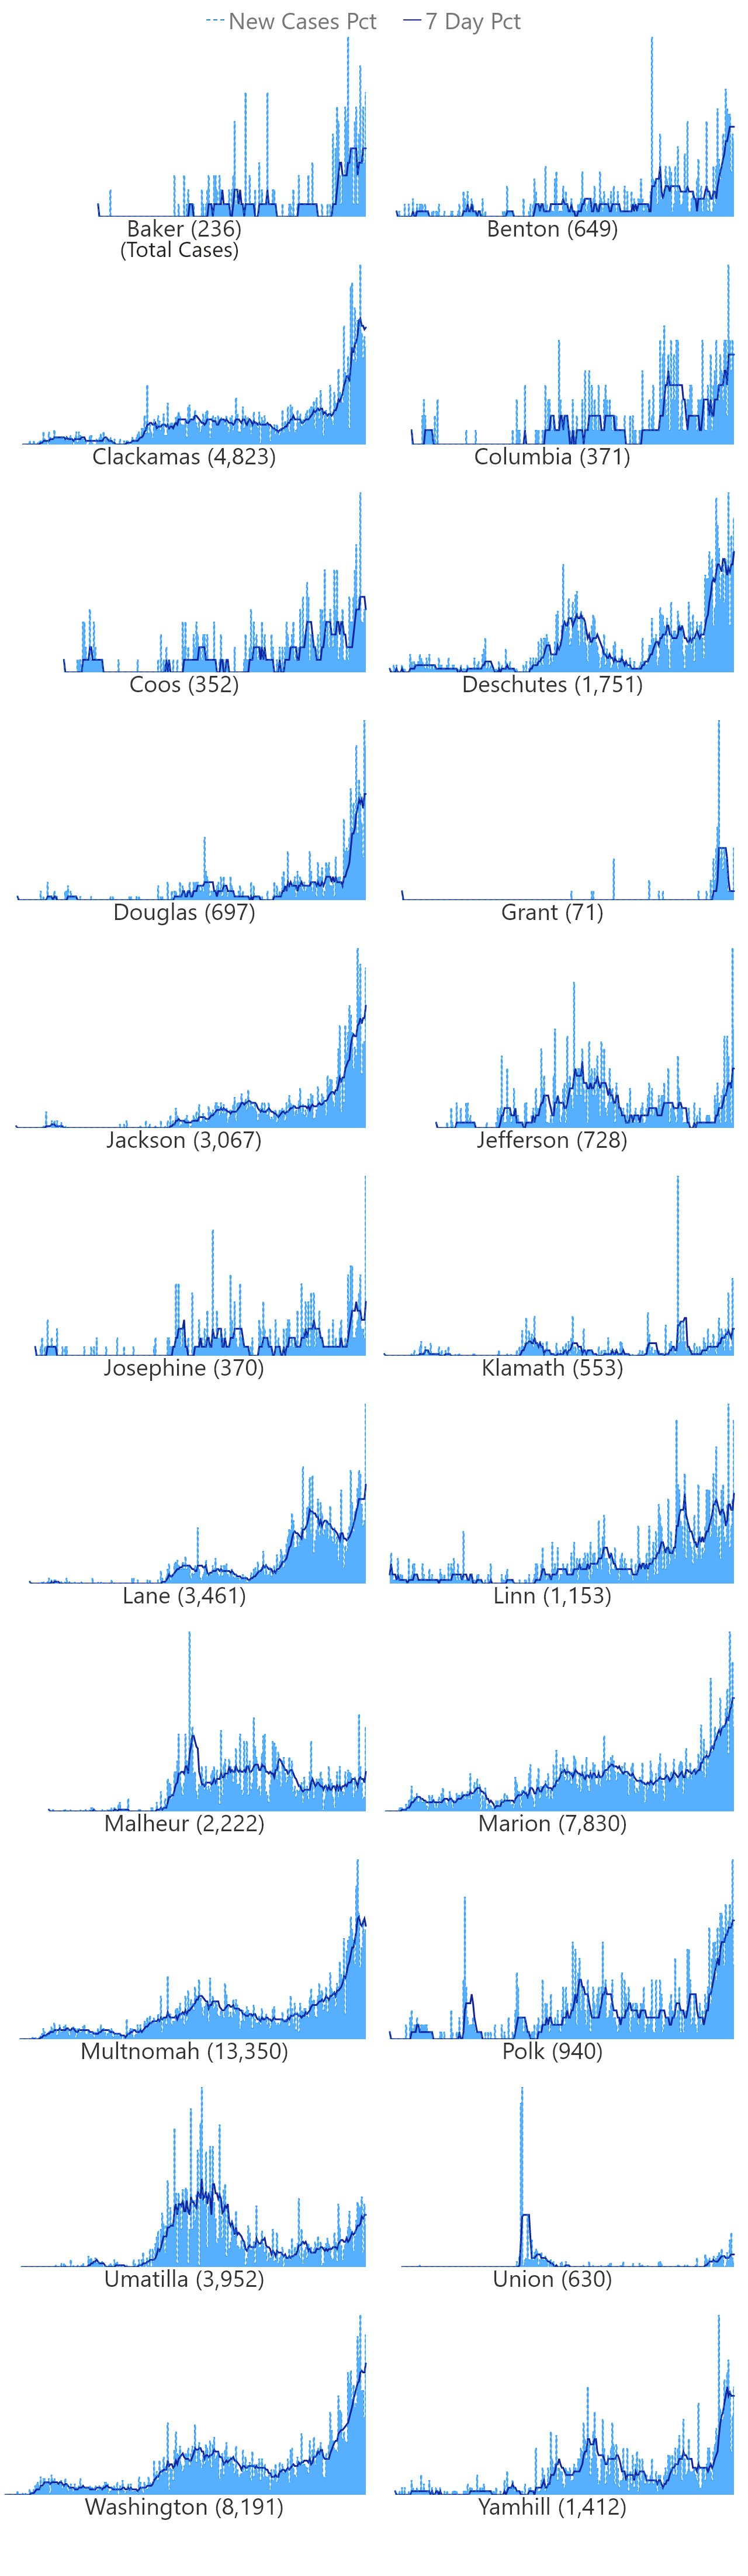 New Cases Pct 7 Day Pct
Baker (236) Benton (649)
(Total Cases)
Clackamas (4,823) Columbia (371)
Coos (352) Deschutes (1,751)
Douglas (697) Grant (71)
Jackson (3,067) Jefferson (728)
Josephine (370) Klamath (553)
Lane (3,461) Linn (1,153)
Malheur (2,222) Marion (7,830)
Multnomah (13,350) Polk (940)
Umatilla (3,952) Union (630)
Washington (8,191) Yamhill (1,412)